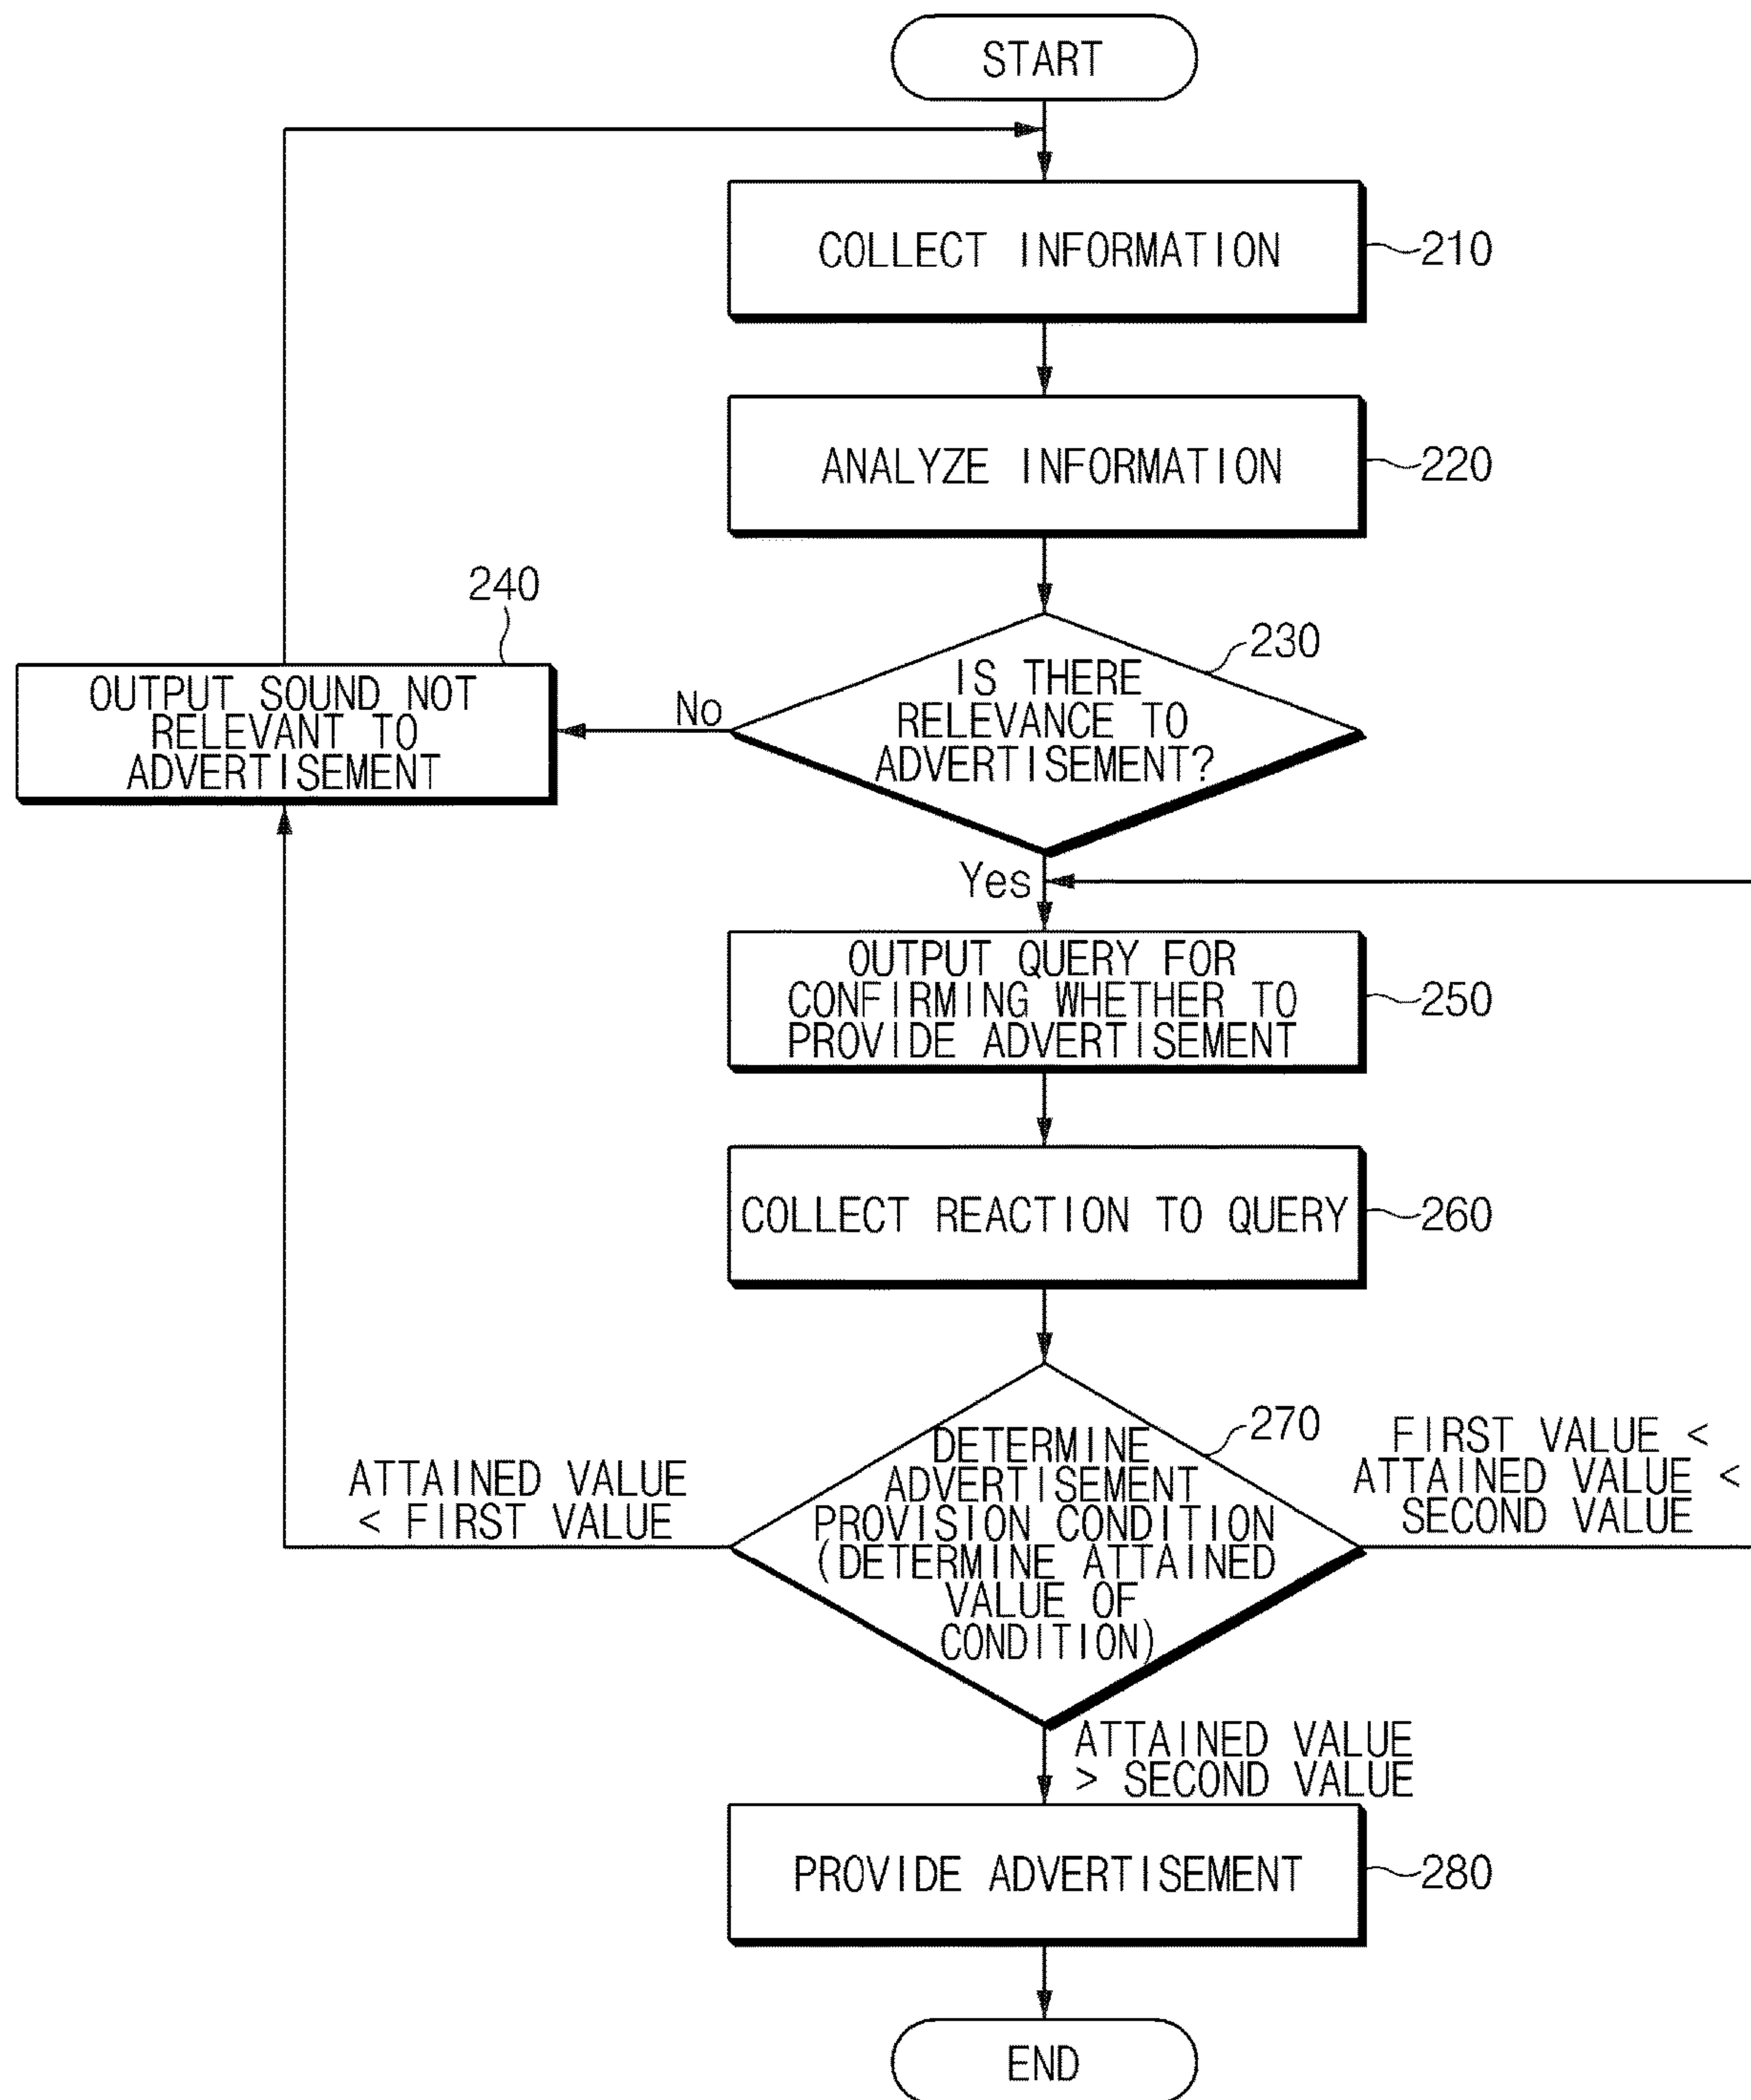 START
COLLECT INFORMATION
210
ANALYZE INFORMATION
220
240
230
OUTPUT SOUND NOT
RELEVANT TO
ADVERTISEMENT
No
IS THERE
RELEVANCE TO
ADVERTISEMENT?
Yes
OUTPUT QUERY FOR
CONFIRMING WHETHER TO
PROVIDE ADVERTISEMENT
250
COLLECT REACTION TO QUERY
260
270
DETERMINE
ADVERTISEMENT
PROVISION CONDITION
(DETERMINE ATTAINED
VALUE OF
CONDITION)
ATTAINED VALUE
< FIRST VALUE
FIRST VALUE <
ATTAINED VALUE <
SECOND VALUE
ATTAINED VALUE
> SECOND VALUE
PROVIDE ADVERTISEMENT
280
END